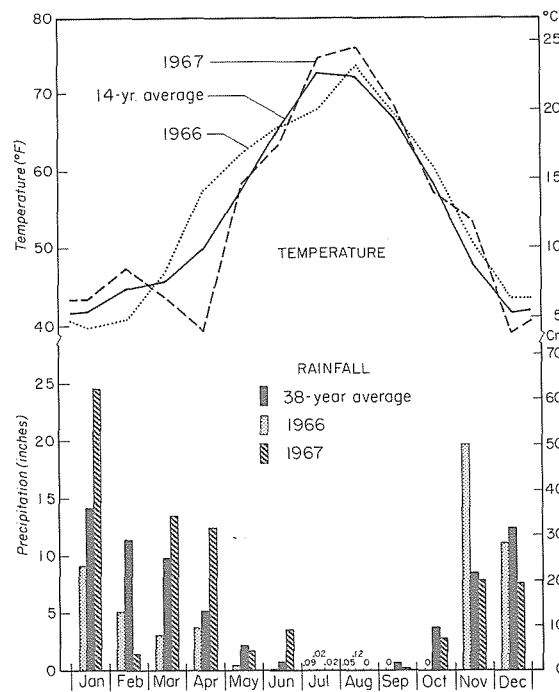 80
°C
25
1967
14-yr. average
70
20
1966
Temperature (°F)
60
15
50
10
TEMPERATURE
40
5
Cm
70
RAINFALL
25
60
38-year average
1966
20
1967
50
Precipitation (inches)
15
40
30
10
20
5
10
.09 .02 .02 .05 .12 0 0 0
0
0
Jan Feb Mar Apr May Jun Jul Aug Sep Oct Nov Dec